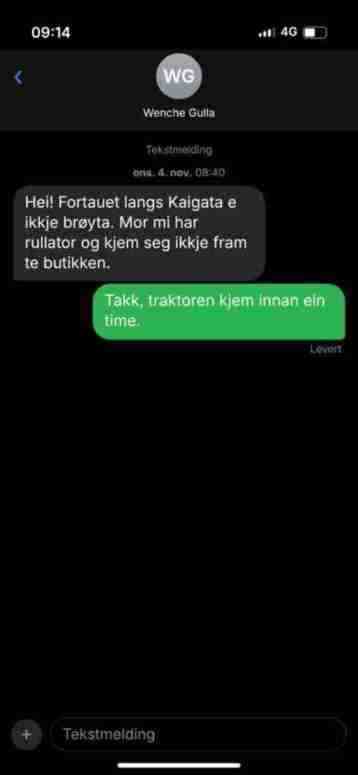 09:14
4G
WG
Wenche Gulla
Tekstmelding
ons. 4. nov. 08:40
Hei! Fortauet langs Kaigata e
ikkje brøyta. Mor mi har
rullator og kjem seg ikkje fram
te butikken.
Takk, traktoren kjem innan ein
time.
Levert
Tekstmelding